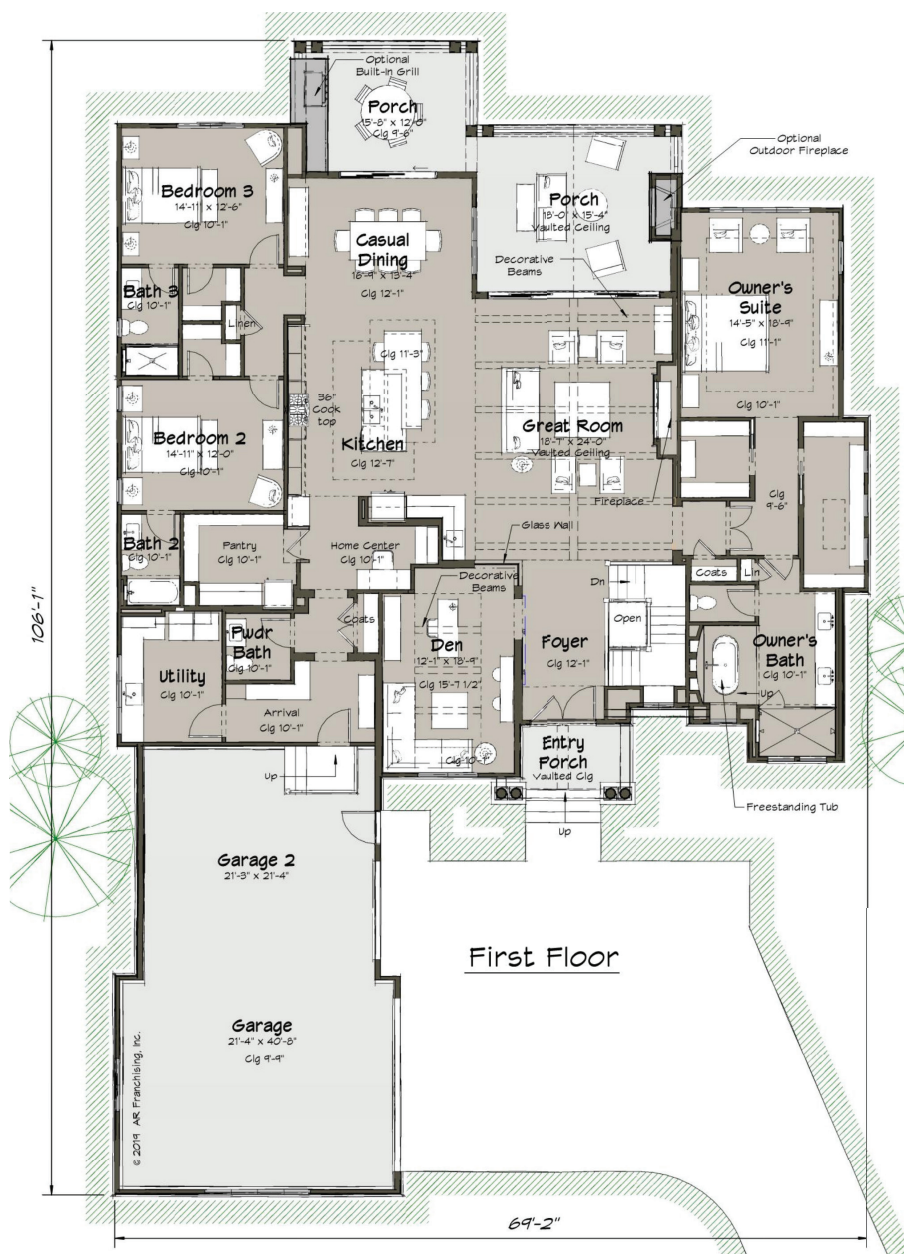 Optional
Built-In Grill
Porch
15'-8" x 12'-0"
Clg 9'-6"
Optional
Outdoor Fireplace
Bedroom 3
14'-11" x 12'-6"
Clg 10'-1"
Porch
18'-0" x 15'-4"
Vaulted Ceiling
Casual
Dining
16'-9" x 13'-4"
Clg 12'-1"
Decorative
Beams
Owner's
Suite
14'-5" x 18'-9"
Clg 11'-1"
Clg 10'-1"
Bath 3
Clg 10'-1"
Linen
Clg 11'-3"
36"
Cook
top
Kitchen
Clg 12'-7"
Great Room
18'-7" x 24'-0"
Vaulted Ceiling
Bedroom 2
14'-11" x 12'-0"
Clg 10'-1"
Fireplace
Clg
9'-6"
Glass Wall
Bath 2
Clg 10'-1"
Pantry
Clg 10'-1"
Home Center
Clg 10'-1"
Decorative
Beams
Dn
Coats
Lin
106'-1"
Coats
Pwdr
Bath
Clg 10'-1"
Den
12'-1" x 18'-9"
Clg 15'-7 1/2"
Clg 10'-1"
Foyer
Clg 12'-1"
Open
Owner's
Bath
Clg 10'-1"
Up
Utility
Clg 10'-1"
Arrival
Clg 10'-1"
Up
Entry
Porch
Vaulted Clg
Up
Freestanding Tub
Garage 2
21'-3" x 21'-4"
First Floor
Garage
21'-4" x 40'-8"
Clg 9'-9"
© 2019 AR Franchising, Inc.
69'-2"